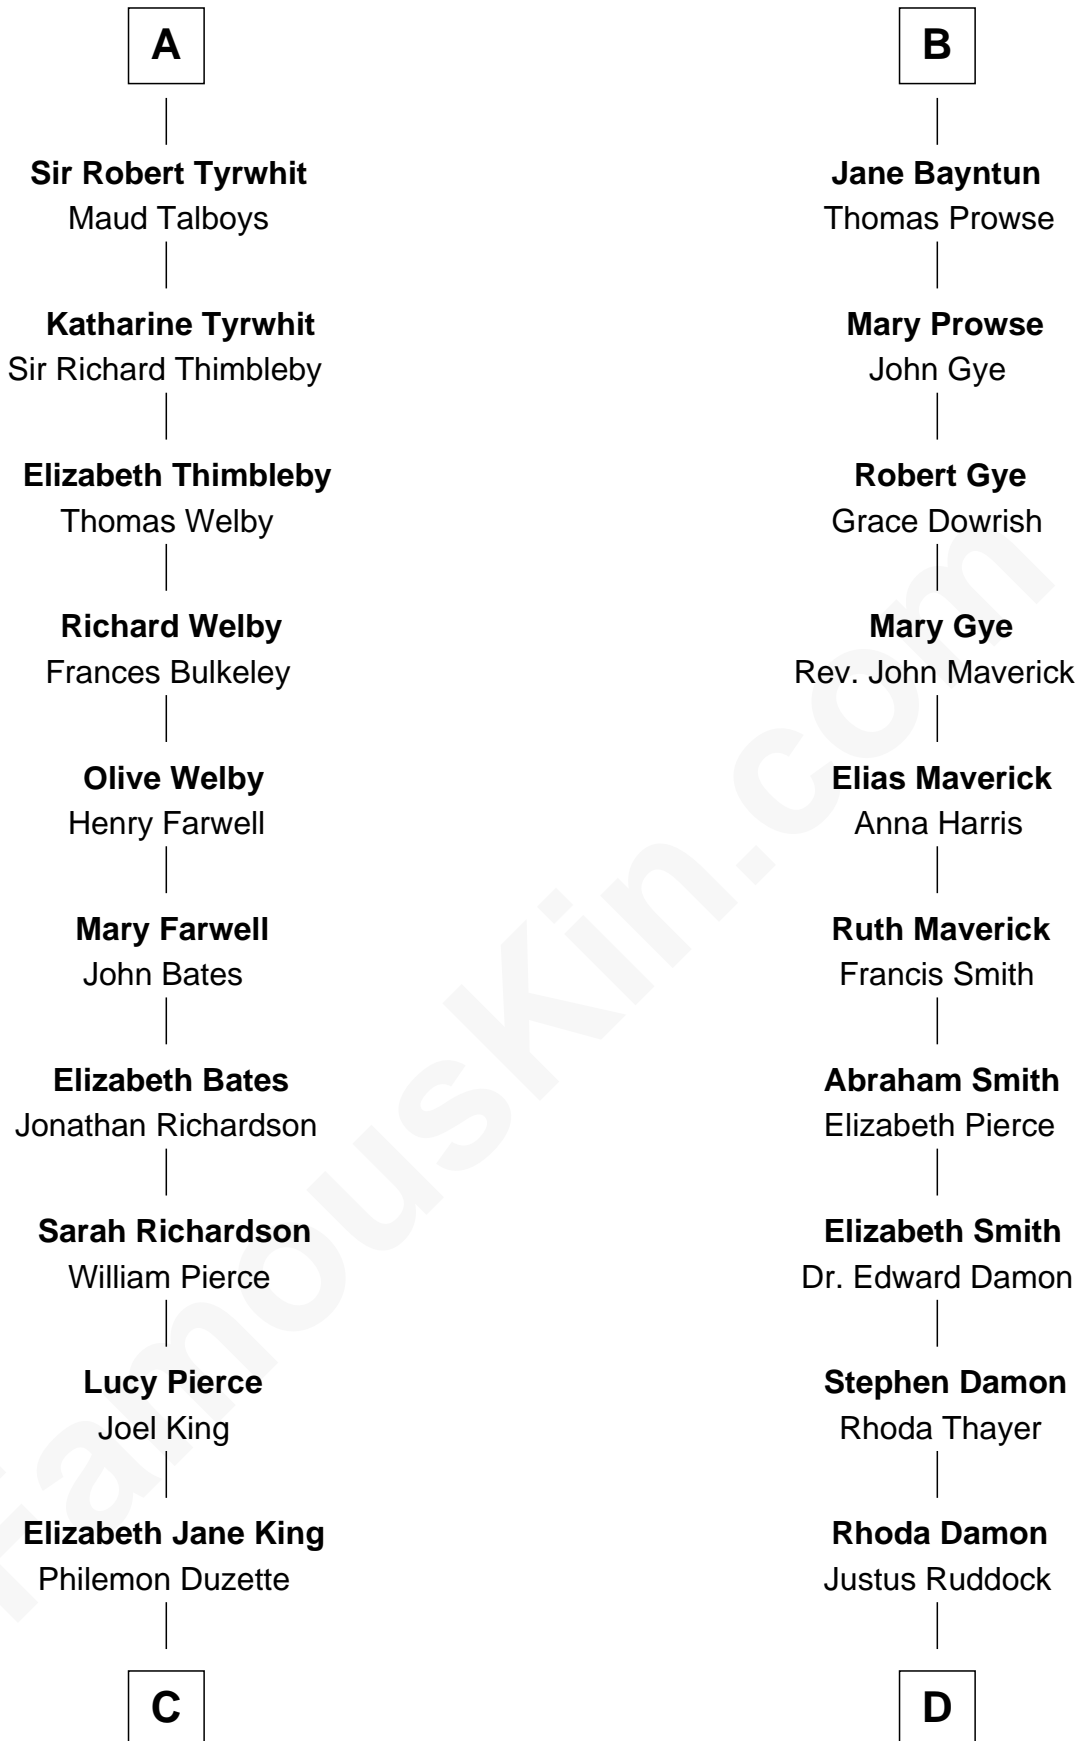 A
Sir Robert Tyrwhit
Maud Talboys
Katharine Tyrwhit
Sir Richard Thimbleby
Elizabeth Thimbleby
Thomas Welby
Richard Welby
Frances Bulkeley
Olive Welby
Henry Farwell
Mary Farwell
John Bates
Elizabeth Bates
Jonathan Richardson
Sarah Richardson
William Pierce
Lucy Pierce
Joel King
Elizabeth Jane King
Philemon Duzette
C
B
Jane Bayntun
Thomas Prowse
Mary Prowse
John Gye
Robert Gye
Grace Dowrish
Mary Gye
Rev. John Maverick
Elias Maverick
Anna Harris
Ruth Maverick
Francis Smith
Abraham Smith
Elizabeth Pierce
Elizabeth Smith
Dr. Edward Damon
Stephen Damon
Rhoda Thayer
Rhoda Damon
Justus Ruddock
D
FamousKin.com